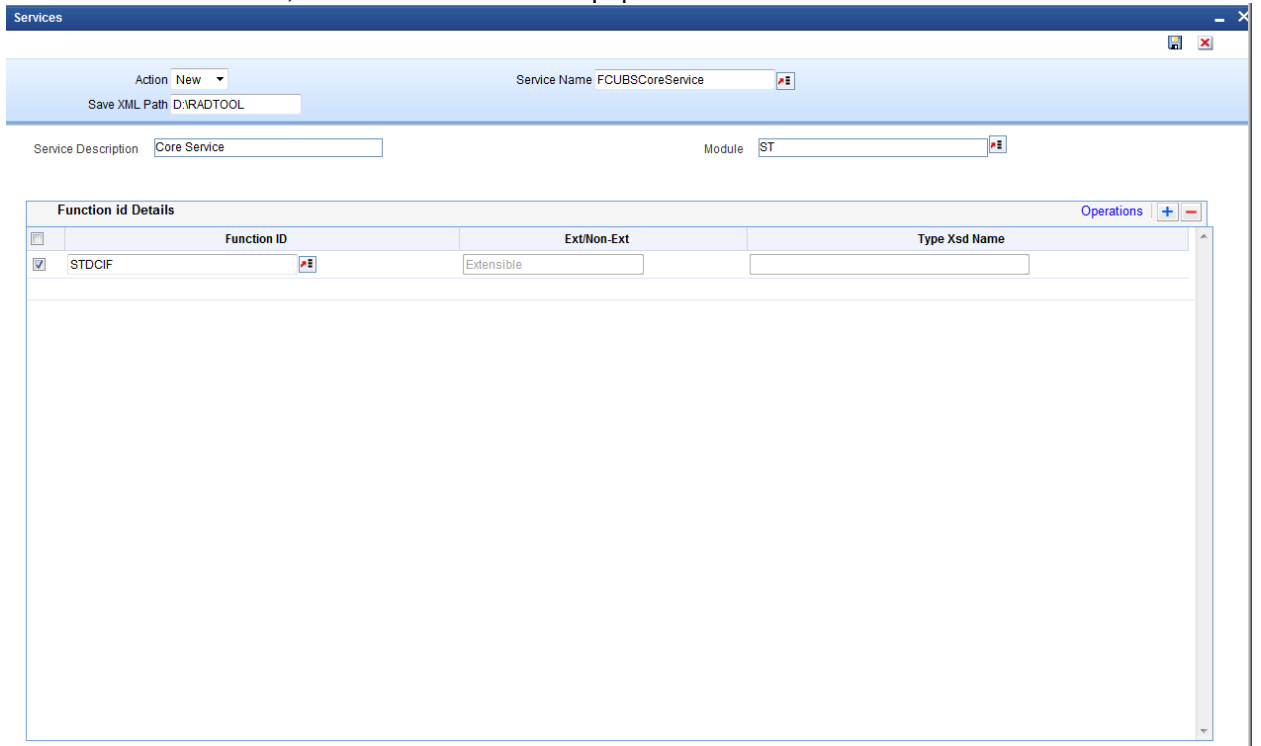 Services
Action New Service Name FCUBSCoreService
Save XML Path D:\RADTOOL
Service Description Core Service Module ST
Function id Details Operations
Function ID Ext/Non-Ext Type Xsd Name
STDCIF Extensible